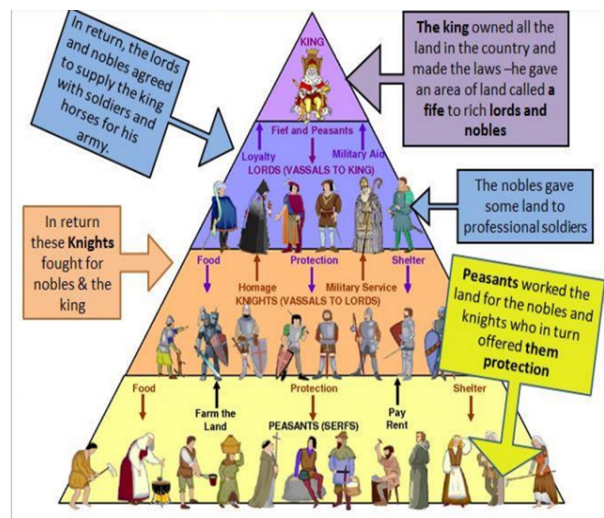 In return, the lords
and nobles agreed
to supply the king
with soldiers and
horses for his
army.
The king owned all the
land in the country and
made the laws –he gave
an area of land called a
fife to rich lords and
nobles
KING
Fief and Peasants
Loyalty
Military Aid
LORDS (VASSALS TO KING)
The nobles gave
some land to
professional soldiers
In return
these Knights
fought for
nobles & the
king
Food
Protection
Shelter
Homage
Military Service
KNIGHTS (VASSALS TO LORDS)
Peasants worked the
land for the nobles and
knights who in turn
offered them
protection
Food
Protection
Shelter
Farm the
Land
Pay
Rent
PEASANTS (SERFS)